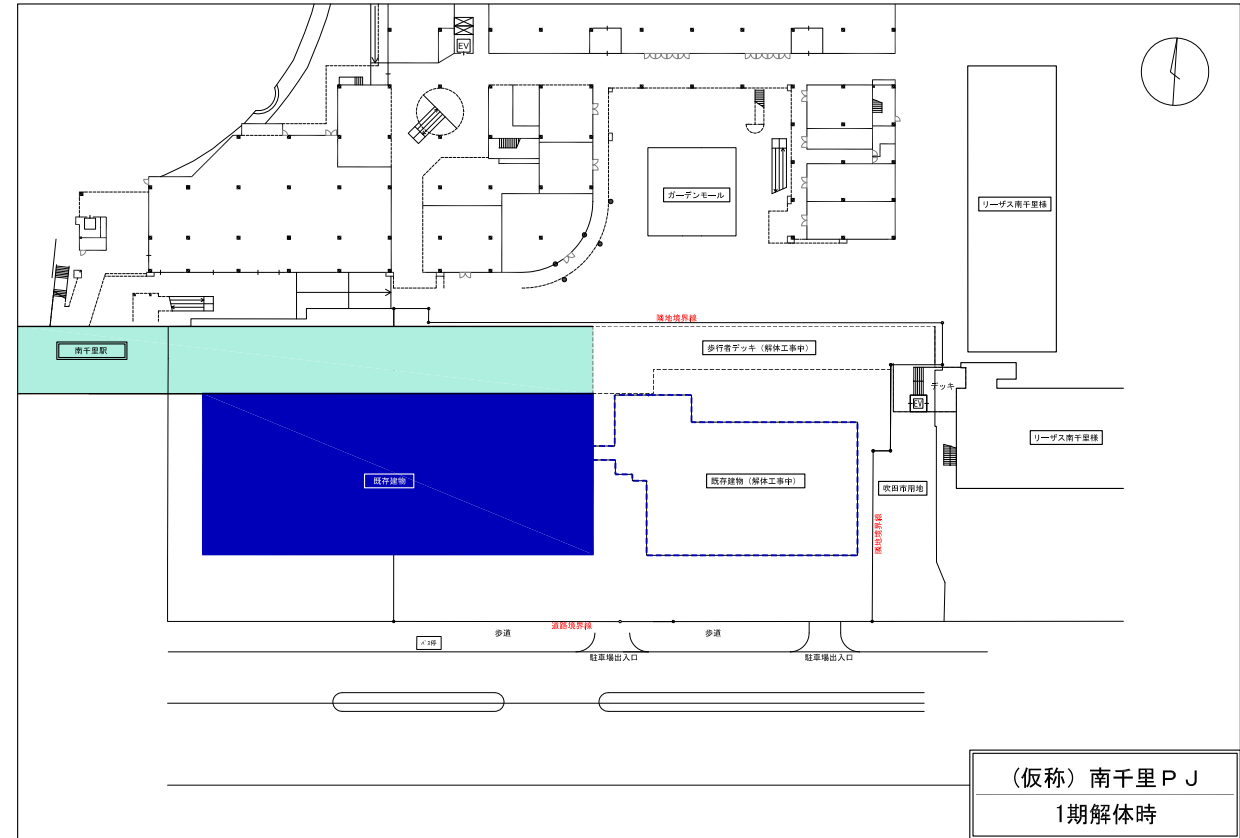 EV
ガーデンモール
リーザス南千里様
隣地境界線
南千里駅
歩行者デッキ（解体工事中）
デッキ
EV
リーザス南千里様
既存建物
既存建物（解体工事中）
吹田市用地
隣地境界線
道路境界線
歩道
歩道
バス停
駐車場出入口
駐車場出入口
（仮称）南千里ＰＪ
1期解体時